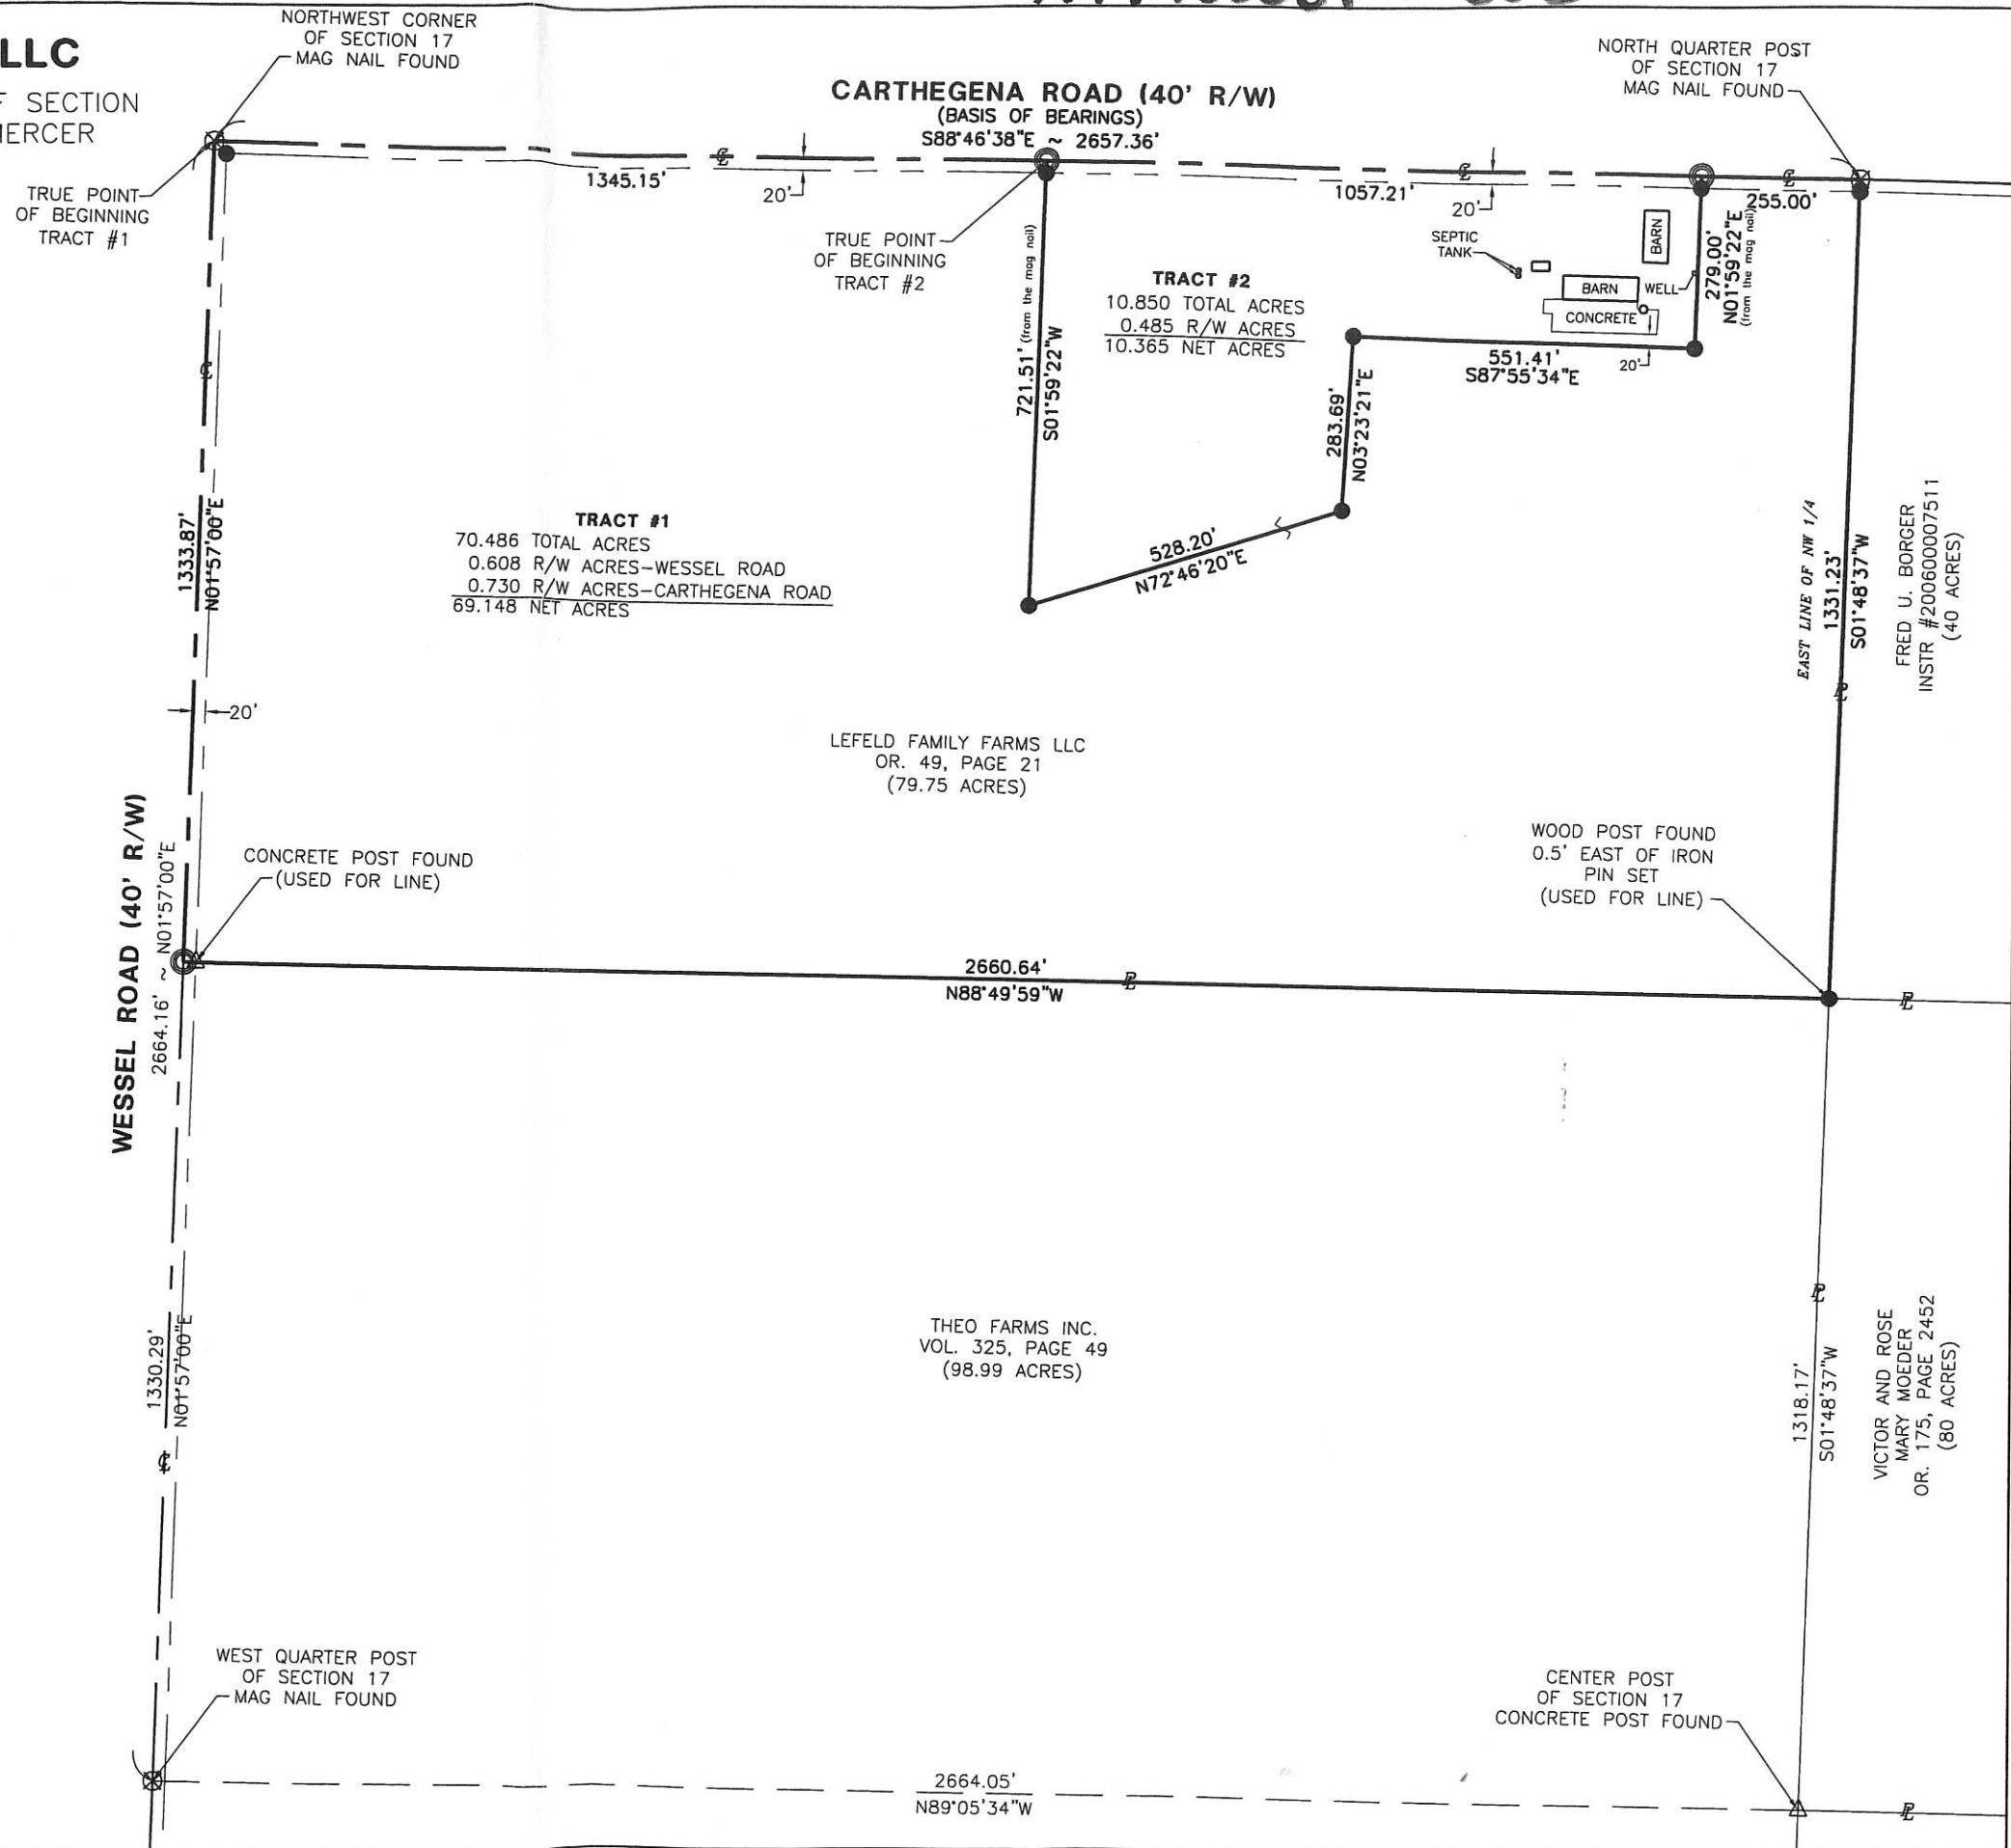 LLC
SECTION
NORTHWEST CORNER
OF SECTION 17
MAG NAIL FOUND
CARTHEGENA ROAD (40' R/W)
(BASIS OF BEARINGS)
S88°46'38"E ~ 2657.36'
NORTH QUARTER POST
OF SECTION 17
MAG NAIL FOUND
TRUE POINT
OF BEGINNING
TRACT #1
1345.15'
20'
1057.21'
20'
255.00'
TRUE POINT
OF BEGINNING
TRACT #2
721.51' (from the mag nail)
S01°59'22"W
TRACT #2
10.850 TOTAL ACRES
0.485 R/W ACRES
10.365 NET ACRES
SEPTIC
TANK
BARN
BARN
WELL
CONCRETE
279.00'
N01°59'22"E
(from the mag nail)
551.41'
S87°55'34"E
20'
283.69'
N03°23'21"E
528.20'
N72°46'20"E
1333.87'
N01°57'00"E
TRACT #1
70.486 TOTAL ACRES
0.608 R/W ACRES-WESSEL ROAD
0.730 R/W ACRES-CARTHEGENA ROAD
69.148 NET ACRES
EAST LINE OF NW 1/4
1331.23'
S01°48'37"W
FRED U. BORGER
INSTR #200600007511
(40 ACRES)
20'
LEFELD FAMILY FARMS LLC
OR. 49, PAGE 21
(79.75 ACRES)
WESSEL ROAD (40' R/W)
2664.16' ~ N01°57'00"E
CONCRETE POST FOUND
(USED FOR LINE)
WOOD POST FOUND
0.5' EAST OF IRON
PIN SET
(USED FOR LINE)
2660.64'
N88°49'59"W
1330.29'
N01°57'00"E
THEO FARMS INC.
VOL. 325, PAGE 49
(98.99 ACRES)
1318.17'
S01°48'37"W
VICTOR AND ROSE
MARY MOEDER
OR. 175, PAGE 2452
(80 ACRES)
WEST QUARTER POST
OF SECTION 17
MAG NAIL FOUND
CENTER POST
OF SECTION 17
CONCRETE POST FOUND
2664.05'
N89°05'34"W